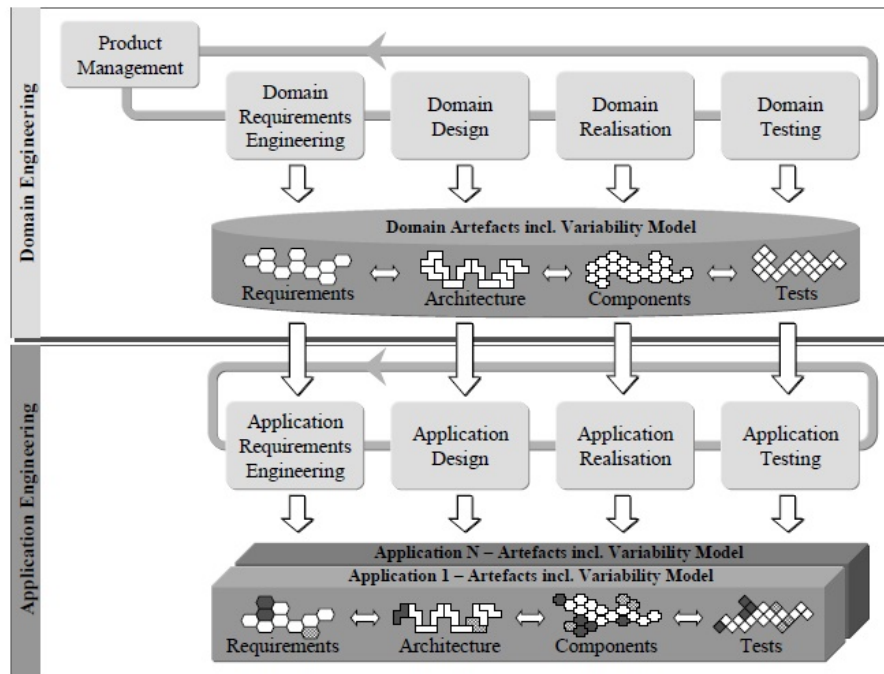 Domain Engineering
Product
Management
Domain
Requirements
Engineering
Domain
Design
Domain
Realisation
Domain
Testing
Domain Artefacts incl. Variability Model
Requirements
Architecture
Components
Tests
Application Engineering
Application
Requirements
Engineering
Application
Design
Application
Realisation
Application
Testing
Application N – Artefacts incl. Variability Model
Application 1 – Artefacts incl. Variability Model
Requirements
Architecture
Components
Tests